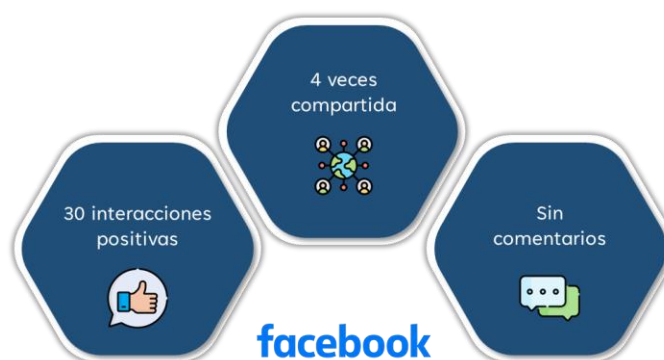 4 veces
compartida
30 interacciones
positivas
Sin
comentarios
facebook